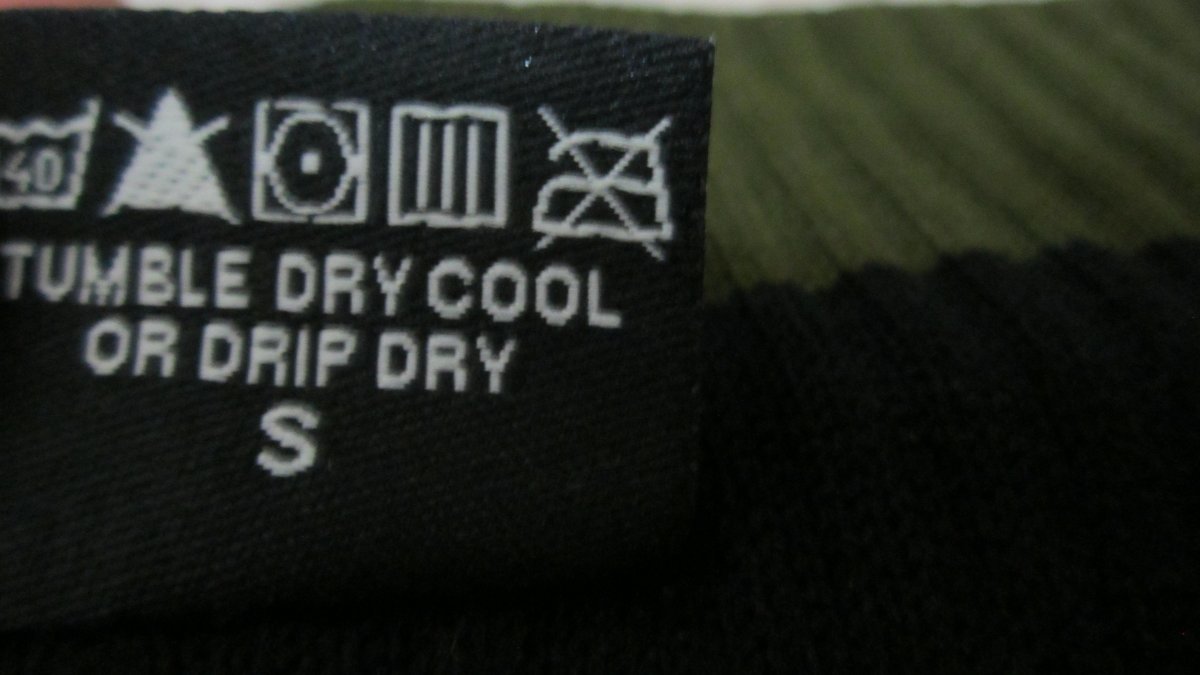 40
TUMBLE DRY COOL
OR DRIP DRY
S